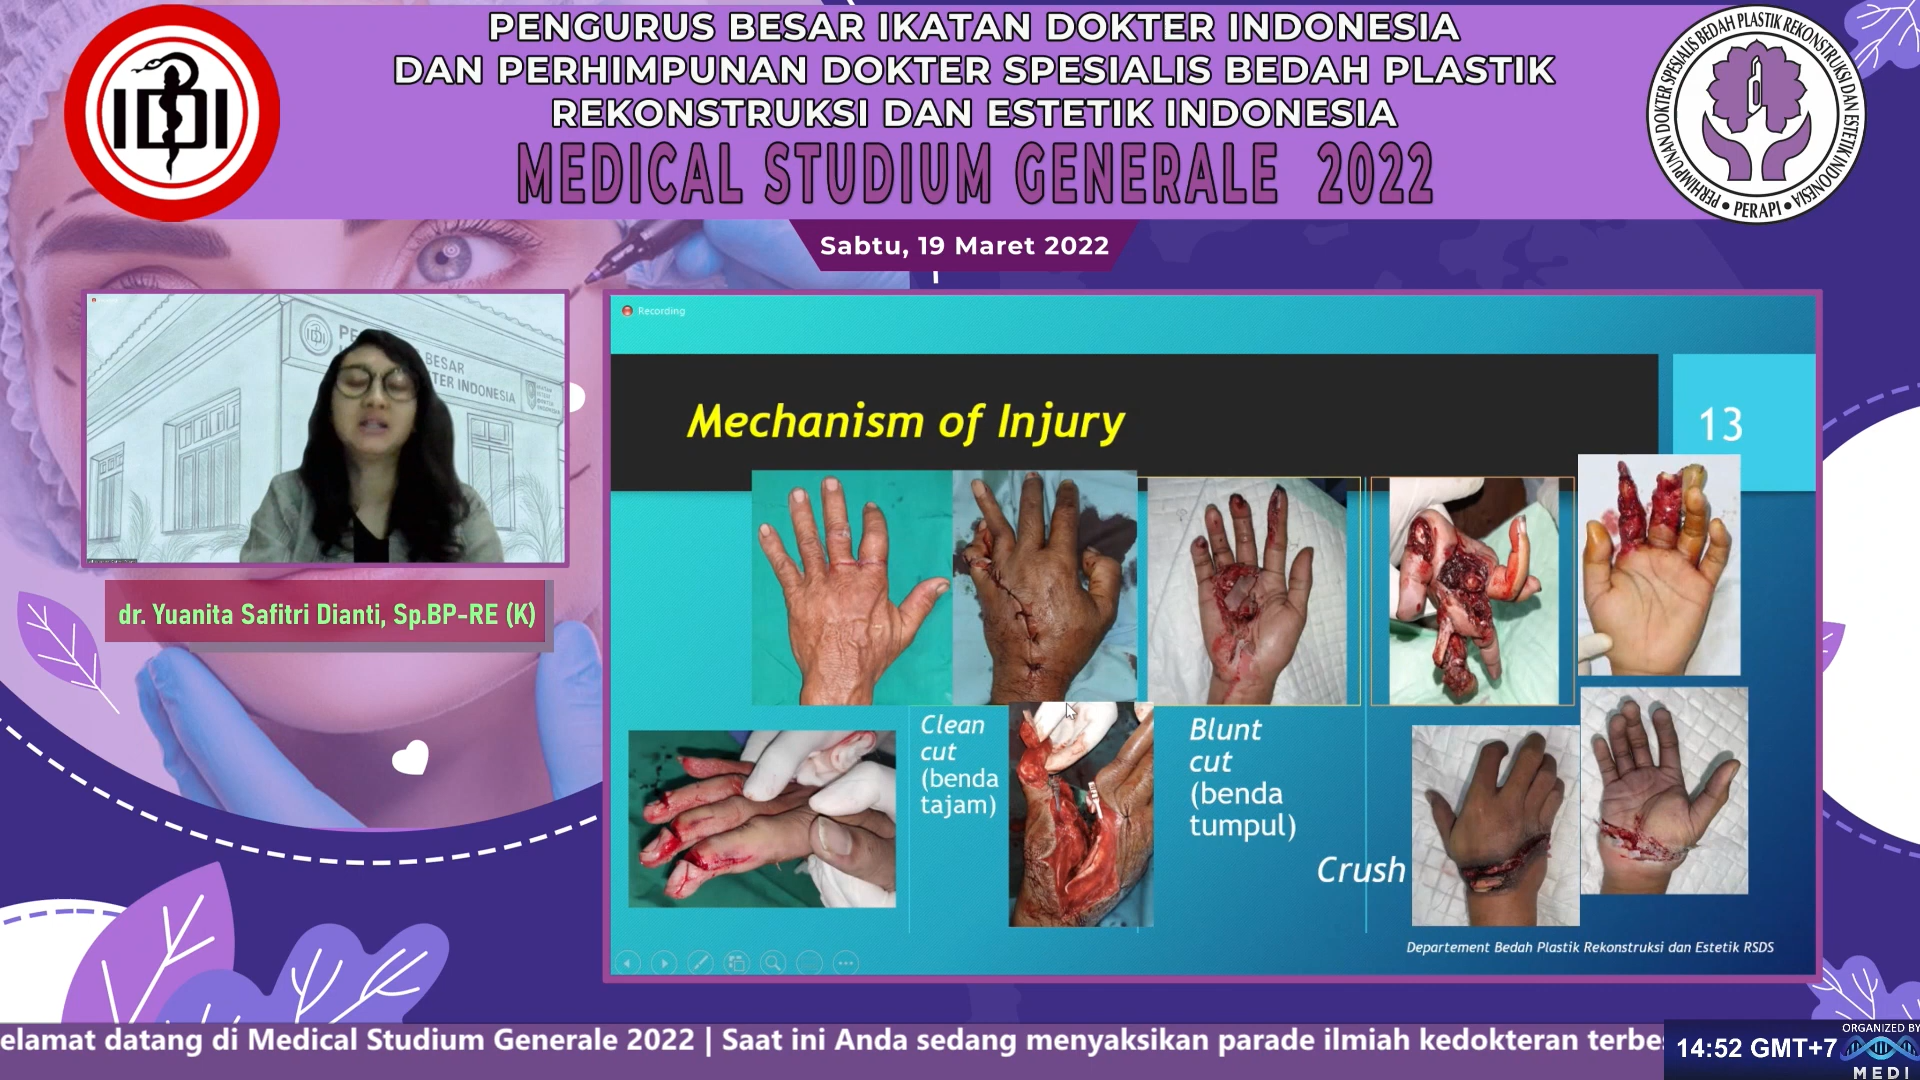 PENGURUS BESAR IKATAN DOKTER INDONESIA
DAN PERHIMPUNAN DOKTER SPESIALIS BEDAH PLASTIK
REKONSTRUKSI DAN ESTETIK INDONESIA
MEDICAL STUDIUM GENERALE 2022
IDI
PERHIMPUNAN DOKTER SPESIALIS BEDAH PLASTIK REKONSTRUKSI DAN ESTETIK INDONESIA
• PERAPI •
Sabtu, 19 Maret 2022
BESAR
TER INDONESIA
dr. Yuanita Safitri Dianti, Sp.BP-RE (K)
Recording
Mechanism of Injury
13
Clean
cut
(benda
tajam)
Blunt
cut
(benda
tumpul)
Crush
Departement Bedah Plastik Rekonstruksi dan Estetik RSDS
elamat datang di Medical Studium Generale 2022 | Saat ini Anda sedang menyaksikan parade ilmiah kedokteran terbe
14:52 GMT+7
ORGANIZED BY
MEDI